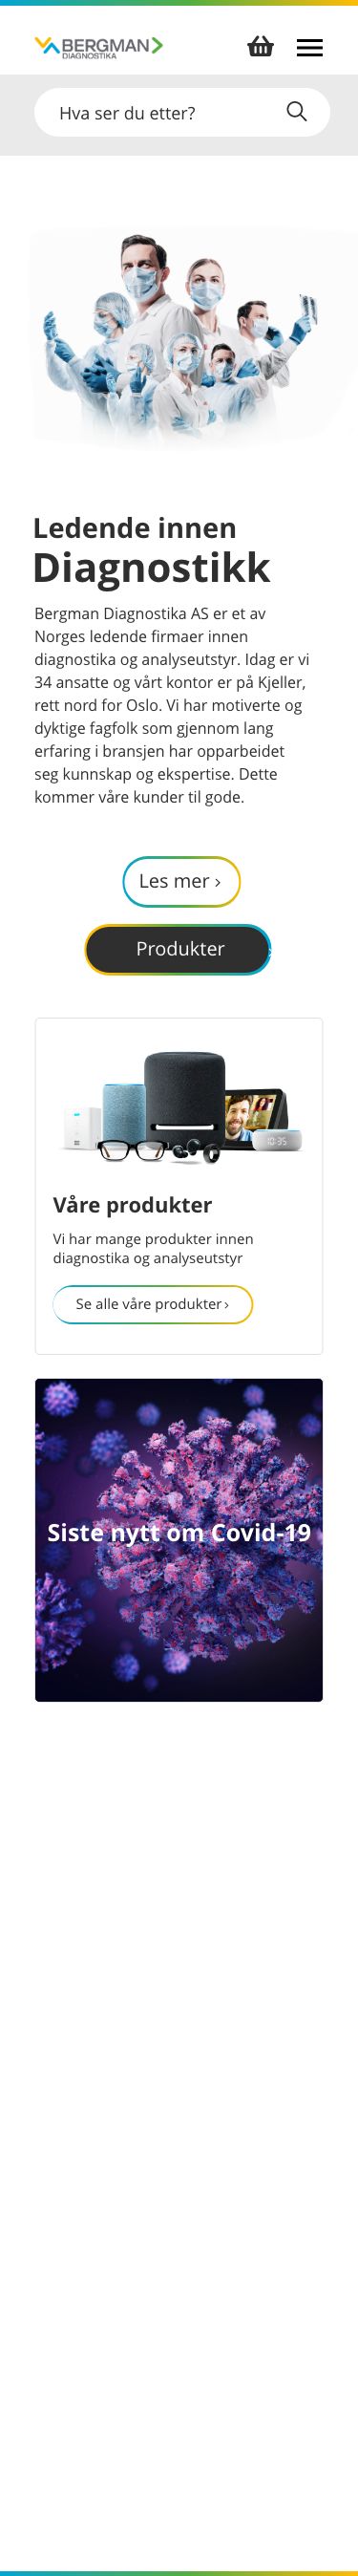 BERGMAN
DIAGNOSTIKA
Hva ser du etter?
Ledende innen
Diagnostikk
Bergman Diagnostika AS er et av
Norges ledende firmaer innen
diagnostika og analyseutstyr. Idag er vi
34 ansatte og vårt kontor er på Kjeller,
rett nord for Oslo. Vi har motiverte og
dyktige fagfolk som gjennom lang
erfaring i bransjen har opparbeidet
seg kunnskap og ekspertise. Dette
kommer våre kunder til gode.
Les mer ›
Produkter
10:35
Våre produkter
Vi har mange produkter innen
diagnostika og analyseutstyr
Se alle våre produkter ›
Siste nytt om Covid-19